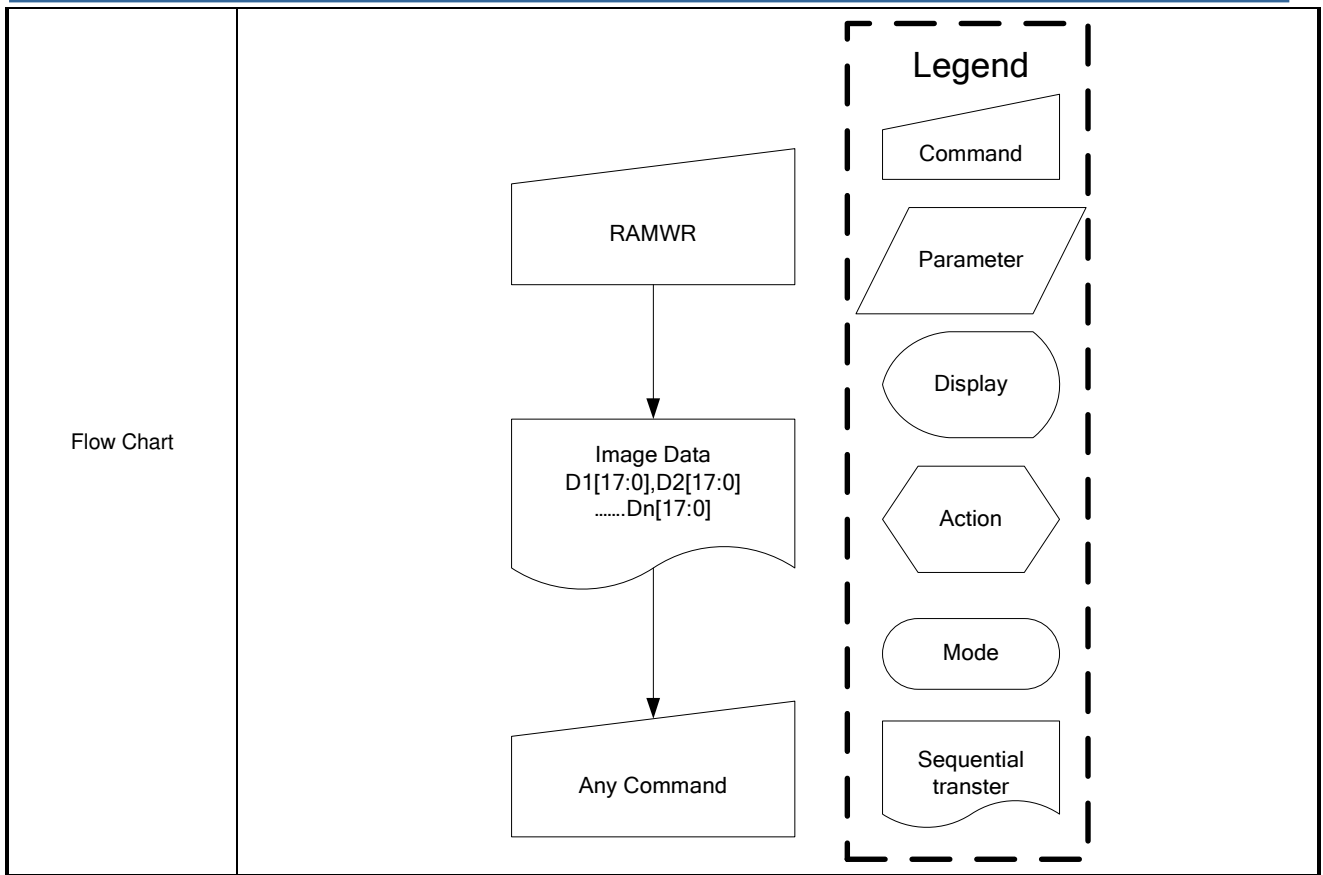 Flow Chart
RAMWR
Image Data
D1[17:0],D2[17:0]
.......Dn[17:0]
Any Command
Legend
Command
Parameter
Display
Action
Mode
Sequential
transter